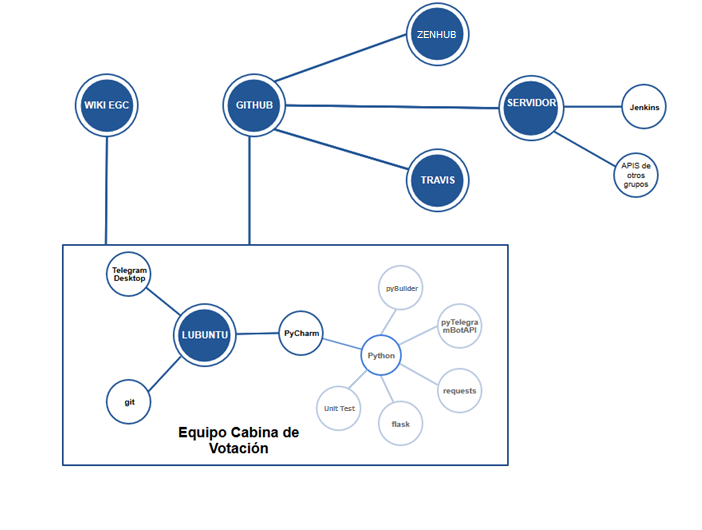 ZENHUB
WIKI EGC
GITHUB
SERVIDOR
Jenkins
TRAVIS
APIS de
otros
grupos
Telegram
Desktop
pyBuilder
LUBUNTU
PyCharm
pyTelegra
mBotAPI
Python
requests
git
Unit Test
flask
Equipo Cabina de
Votación